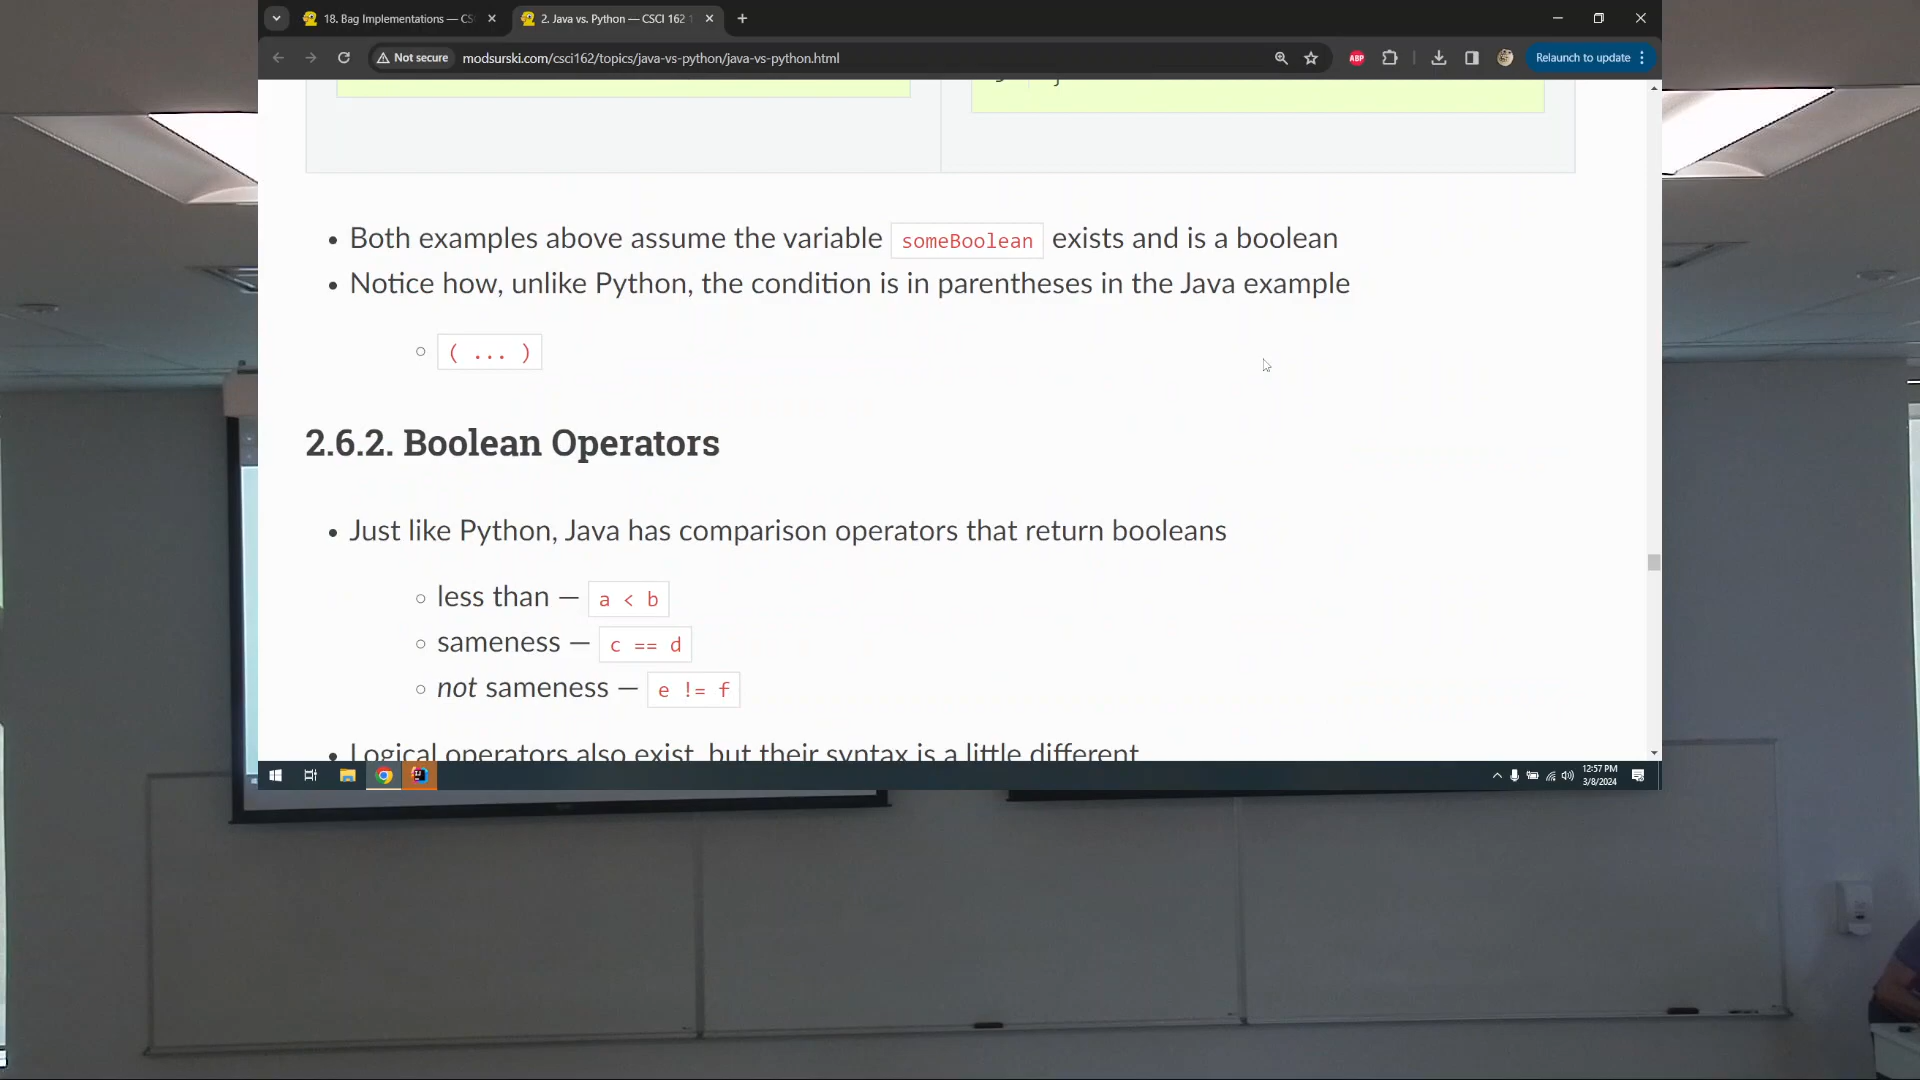 18. Bag Implementations — CS
2. Java vs. Python — CSCI 162 1
Not secure
modsurski.com/csci162/topics/java-vs-python/java-vs-python.html
ABP
Relaunch to update
• Both examples above assume the variable someBoolean exists and is a boolean
• Notice how, unlike Python, the condition is in parentheses in the Java example
( ... )
2.6.2. Boolean Operators
• Just like Python, Java has comparison operators that return booleans
less than — a < b
sameness — c == d
not sameness — e != f
• Logical operators also exist, but their syntax is a little different
12:57 PM
3/8/2024